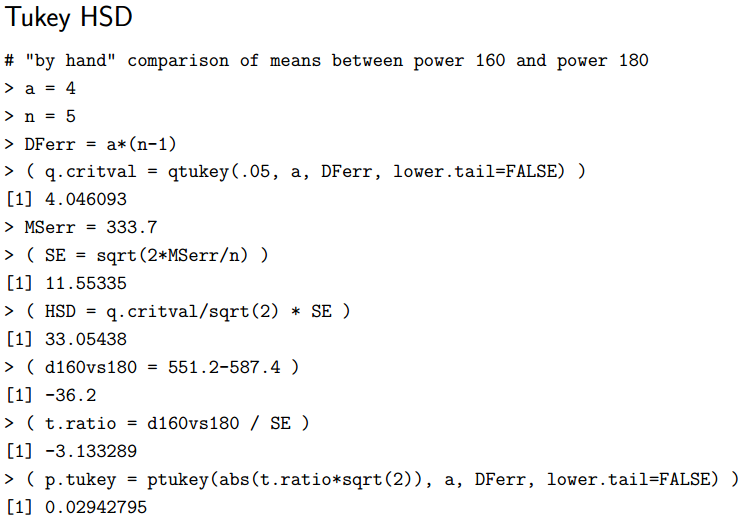 Tukey HSD
# "by hand" comparison of means between power 160 and power 180
> a = 4
> n = 5
> DFerr = a*(n-1)
> ( q.critval = qtukey(.05, a, DFerr, lower.tail=FALSE) )
[1] 4.046093
> MSerr = 333.7
> ( SE = sqrt(2*MSerr/n) )
[1] 11.55335
> ( HSD = q.critval/sqrt(2) * SE )
[1] 33.05438
> ( d160vs180 = 551.2-587.4 )
[1] -36.2
> ( t.ratio = d160vs180 / SE )
[1] -3.133289
> ( p.tukey = ptukey(abs(t.ratio*sqrt(2)), a, DFerr, lower.tail=FALSE) )
[1] 0.02942795